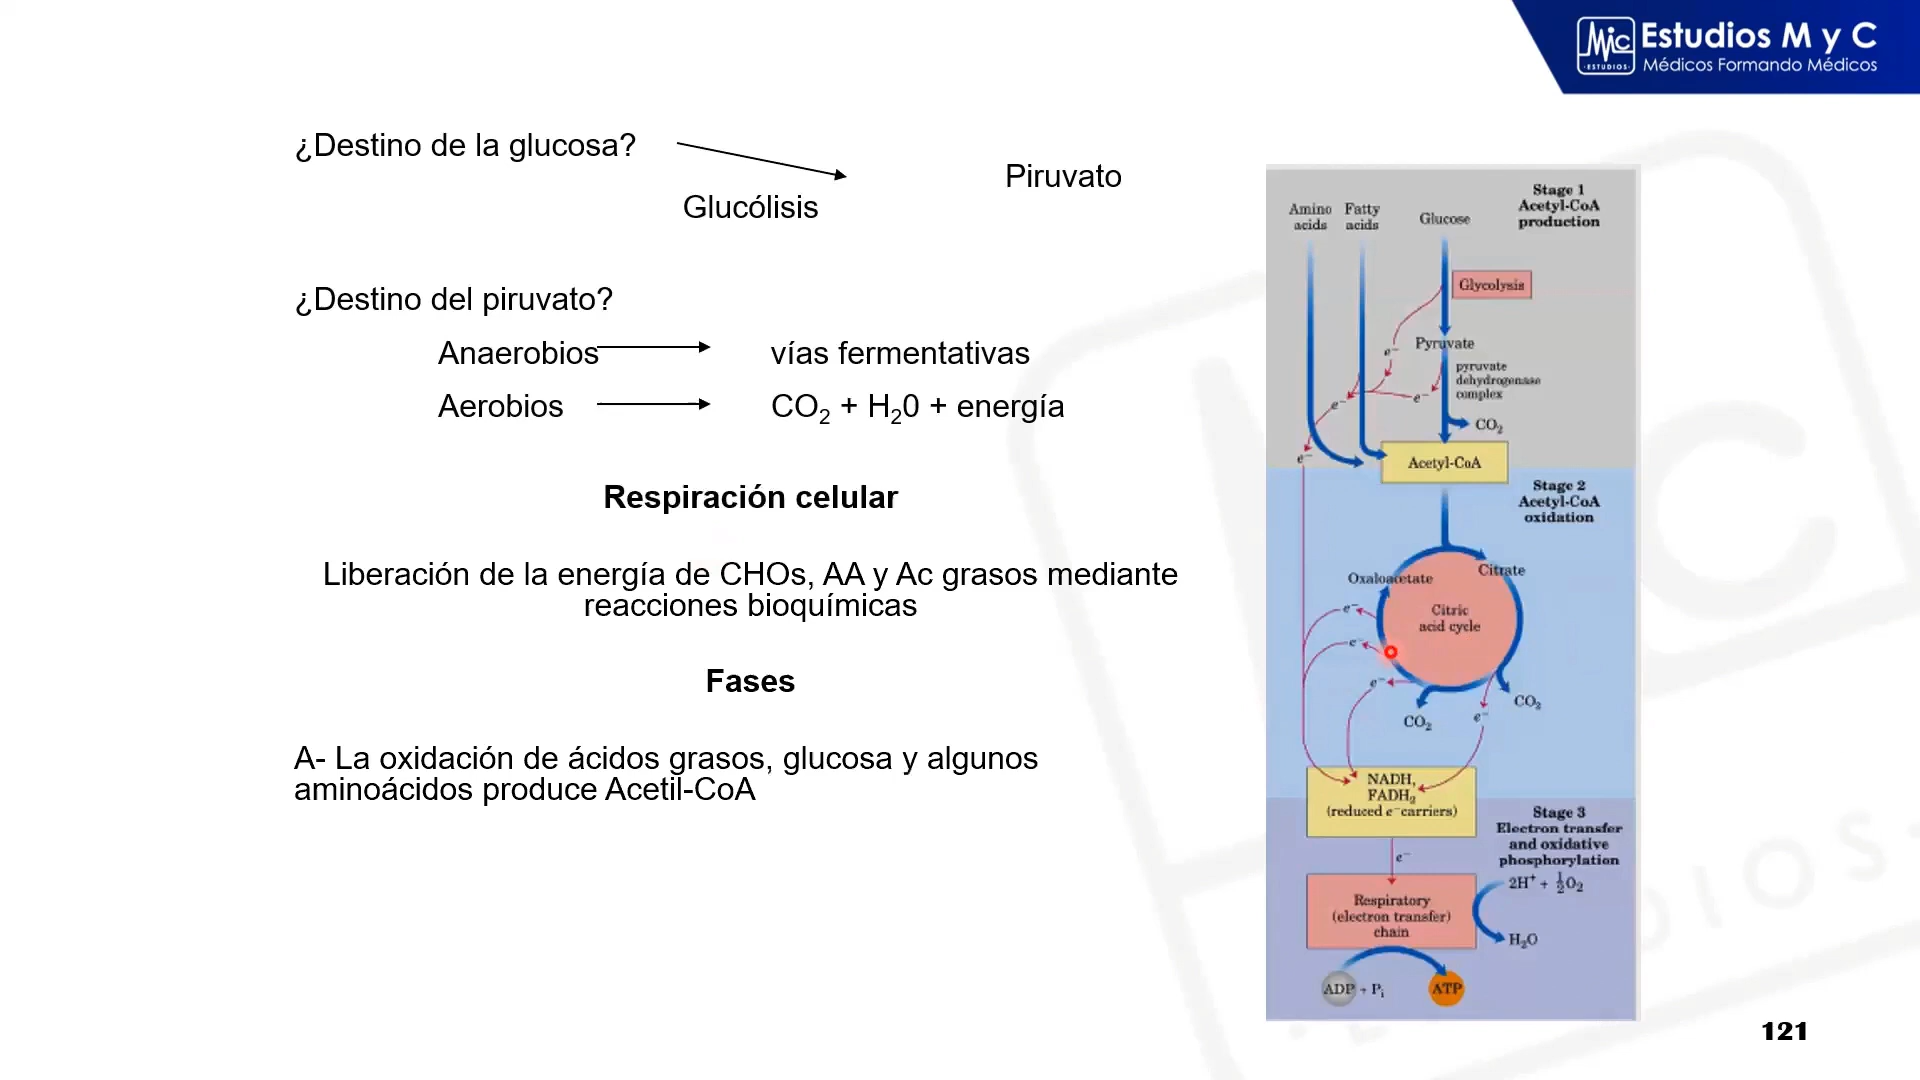 Estudios M y C
Médicos Formando Médicos
MyC
·ESTUDIOS·
¿Destino de la glucosa?
Piruvato
Glucólisis
¿Destino del piruvato?
Anaerobios
vías fermentativas
Aerobios
CO₂ + H₂0 + energía
Respiración celular
Liberación de la energía de CHOs, AA y Ac grasos mediante
reacciones bioquímicas
Fases
A- La oxidación de ácidos grasos, glucosa y algunos
aminoácidos produce Acetil-CoA
Stage 1
Acetyl-CoA
production
Amino
acids
Fatty
acids
Glucose
Glycolysis
Pyruvate
e⁻
pyruvate
dehydrogenase
complex
e⁻
e⁻
CO₂
e⁻
Acetyl-CoA
Stage 2
Acetyl-CoA
oxidation
Oxaloacetate
Citrate
Citric
acid cycle
e⁻
e⁻
e⁻
CO₂
CO₂
e⁻
NADH,
FADH₂
(reduced e⁻carriers)
Stage 3
Electron transfer
and oxidative
phosphorylation
e⁻
2H⁺ + ½O₂
Respiratory
(electron transfer)
chain
H₂O
ADP + Pᵢ
ATP
121